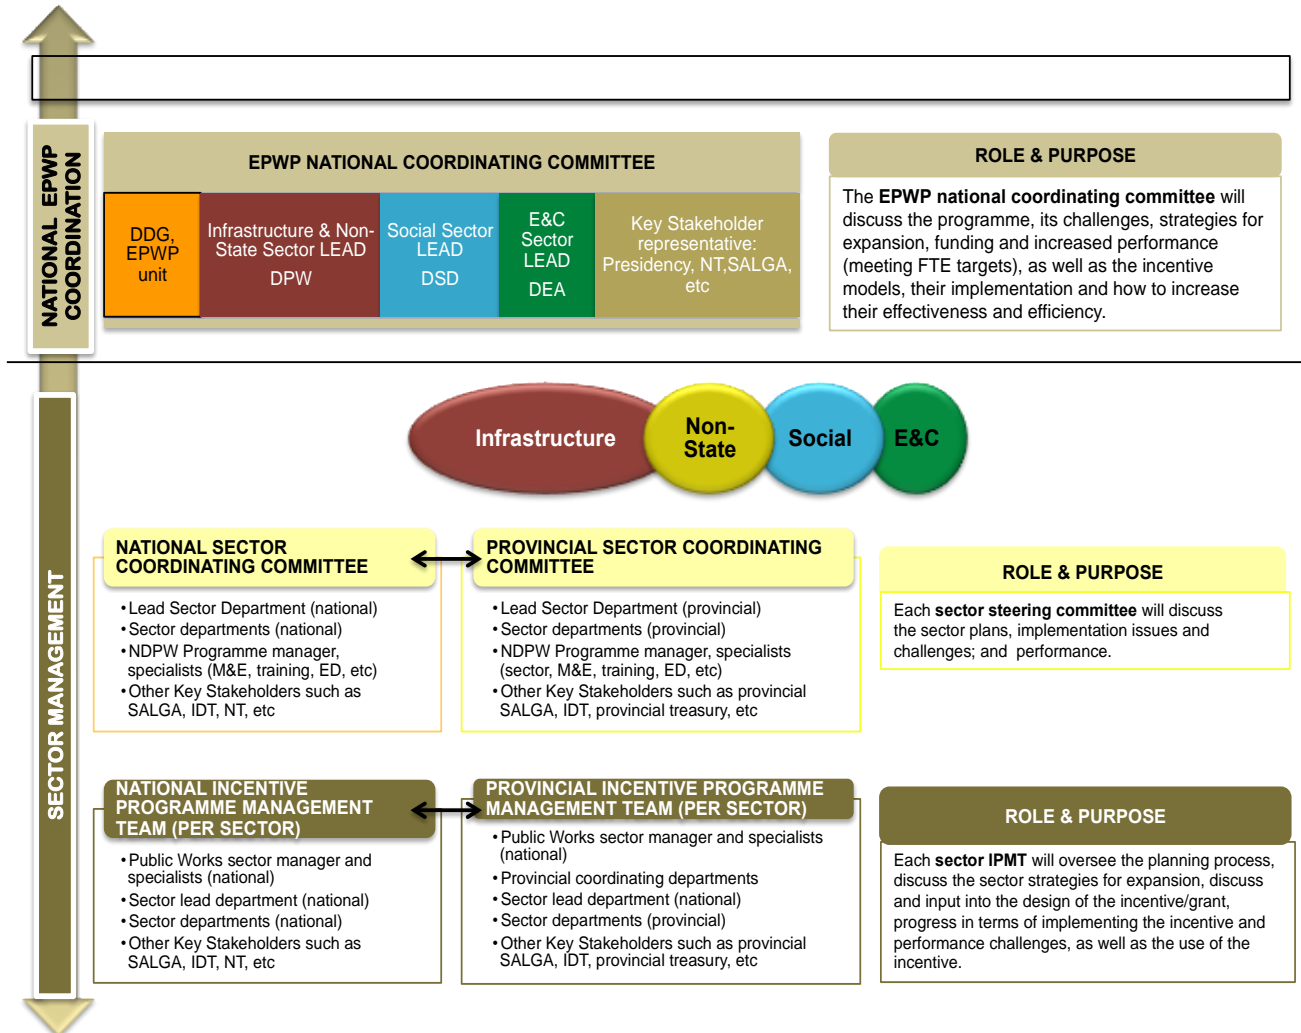 NATIONAL EPWP
COORDINATION
EPWP NATIONAL COORDINATING COMMITTEE
DDG,
EPWP
unit
Infrastructure & Non-
State Sector LEAD
DPW
Social Sector
LEAD
DSD
E&C
Sector
LEAD
DEA
Key Stakeholder
representative:
Presidency, NT,SALGA,
etc
ROLE & PURPOSE
The EPWP national coordinating committee will
discuss the programme, its challenges, strategies for
expansion, funding and increased performance
(meeting FTE targets), as well as the incentive
models, their implementation and how to increase
their effectiveness and efficiency.
SECTOR MANAGEMENT
Infrastructure
Non-
State
Social
E&C
NATIONAL SECTOR
COORDINATING COMMITTEE
•Lead Sector Department (national)
•Sector departments (national)
•NDPW Programme manager,
specialists (M&E, training, ED, etc)
•Other Key Stakeholders such as
SALGA, IDT, NT, etc
PROVINCIAL SECTOR COORDINATING
COMMITTEE
•Lead Sector Department (provincial)
•Sector departments (provincial)
•NDPW Programme manager, specialists
(sector, M&E, training, ED, etc)
•Other Key Stakeholders such as provincial
SALGA, IDT, provincial treasury, etc
ROLE & PURPOSE
Each sector steering committee will discuss
the sector plans, implementation issues and
challenges; and performance.
NATIONAL INCENTIVE
PROGRAMME MANAGEMENT
TEAM (PER SECTOR)
•Public Works sector manager and
specialists (national)
•Sector lead department (national)
•Sector departments (national)
•Other Key Stakeholders such as
SALGA, IDT, NT, etc
PROVINCIAL INCENTIVE PROGRAMME
MANAGEMENT TEAM (PER SECTOR)
•Public Works sector manager and specialists
(national)
•Provincial coordinating departments
•Sector lead department (national)
•Sector departments (provincial)
•Other Key Stakeholders such as provincial
SALGA, IDT, provincial treasury, etc
ROLE & PURPOSE
Each sector IPMT will oversee the planning process,
discuss the sector strategies for expansion, discuss
and input into the design of the incentive/grant,
progress in terms of implementing the incentive and
performance challenges, as well as the use of the
incentive.